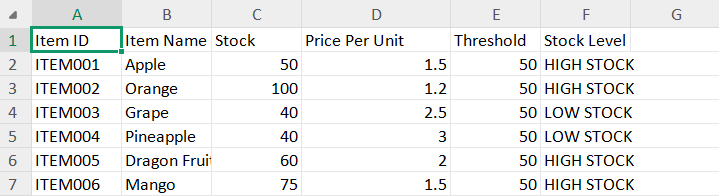 A B C D E F G
1 Item ID Item Name Stock Price Per Unit Threshold Stock Level
2 ITEM001 Apple 50 1.5 50 HIGH STOCK
3 ITEM002 Orange 100 1.2 50 HIGH STOCK
4 ITEM003 Grape 40 2.5 50 LOW STOCK
5 ITEM004 Pineapple 40 3 50 LOW STOCK
6 ITEM005 Dragon Frui 60 2 50 HIGH STOCK
7 ITEM006 Mango 75 1.5 50 HIGH STOCK